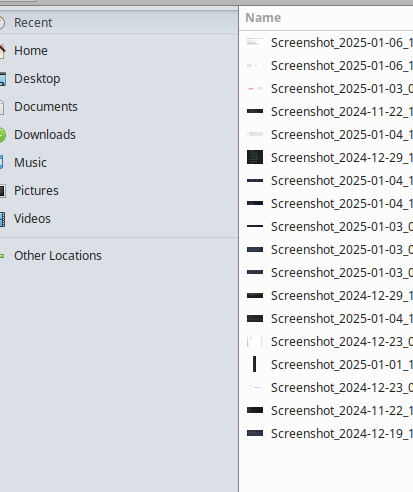 Recent
Home
Desktop
Documents
Downloads
Music
Pictures
Videos
Other Locations
Name
Screenshot_2025-01-06_1
Screenshot_2025-01-06_1
Screenshot_2025-01-03_0
Screenshot_2024-11-22_1
Screenshot_2025-01-04_1
Screenshot_2024-12-29_1
Screenshot_2025-01-04_1
Screenshot_2025-01-04_1
Screenshot_2025-01-03_0
Screenshot_2025-01-03_0
Screenshot_2025-01-03_0
Screenshot_2024-12-29_1
Screenshot_2025-01-04_1
Screenshot_2024-12-23_0
Screenshot_2025-01-01_1
Screenshot_2024-12-23_0
Screenshot_2024-11-22_1
Screenshot_2024-12-19_1